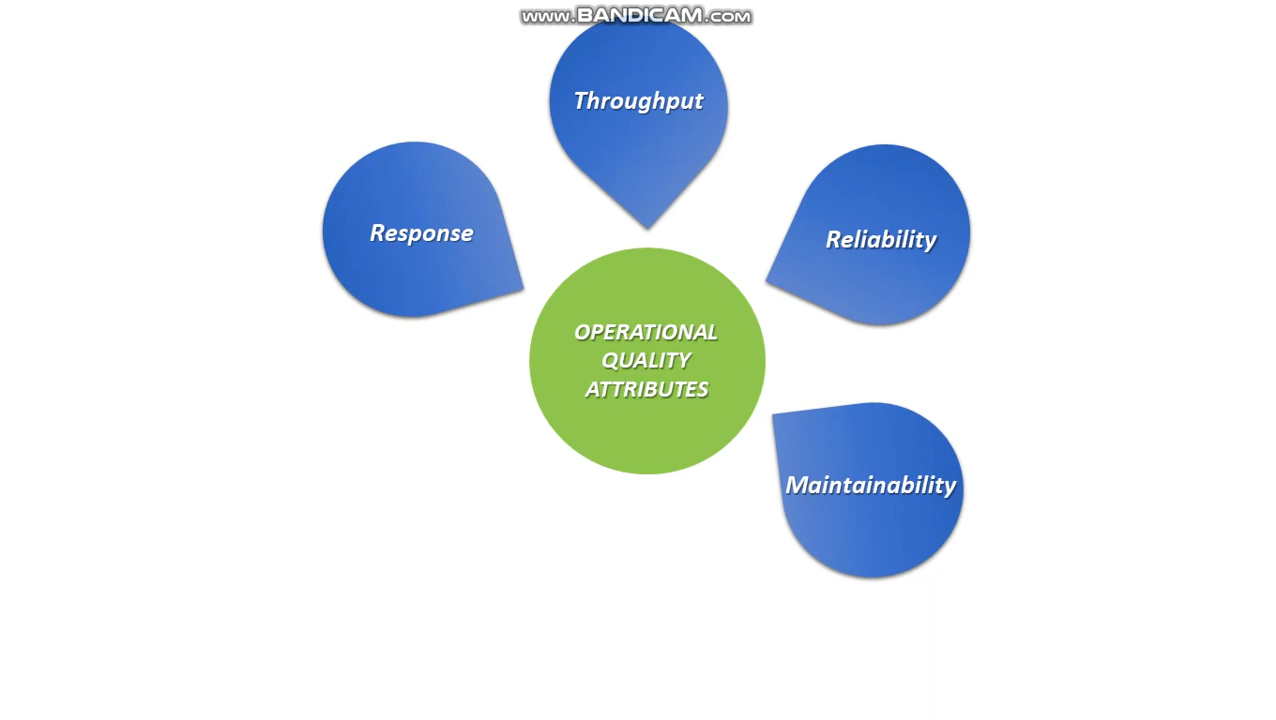 www.BANDICAM.com
Throughput
Response
Reliability
OPERATIONAL
QUALITY
ATTRIBUTES
Maintainability